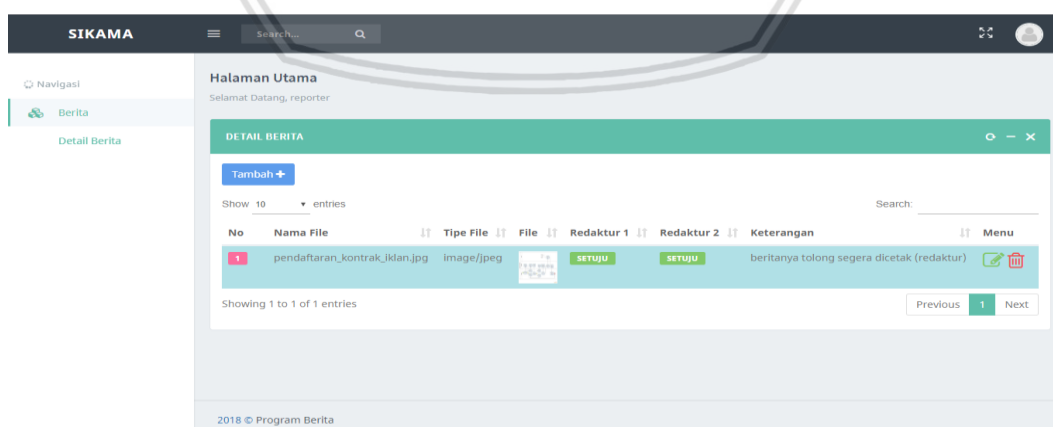 SIKAMA Search...
Navigasi
Berita
Detail Berita
Halaman Utama
Selamat Datang, reporter
DETAIL BERITA
Tambah +
Show 10 entries Search:
No Nama File Tipe File File Redaktur 1 Redaktur 2 Keterangan Menu
1 pendaftaran_kontrak_iklan.jpg image/jpeg SETUJU SETUJU beritanya tolong segera dicetak (redaktur)
Showing 1 to 1 of 1 entries Previous 1 Next
2018 © Program Berita